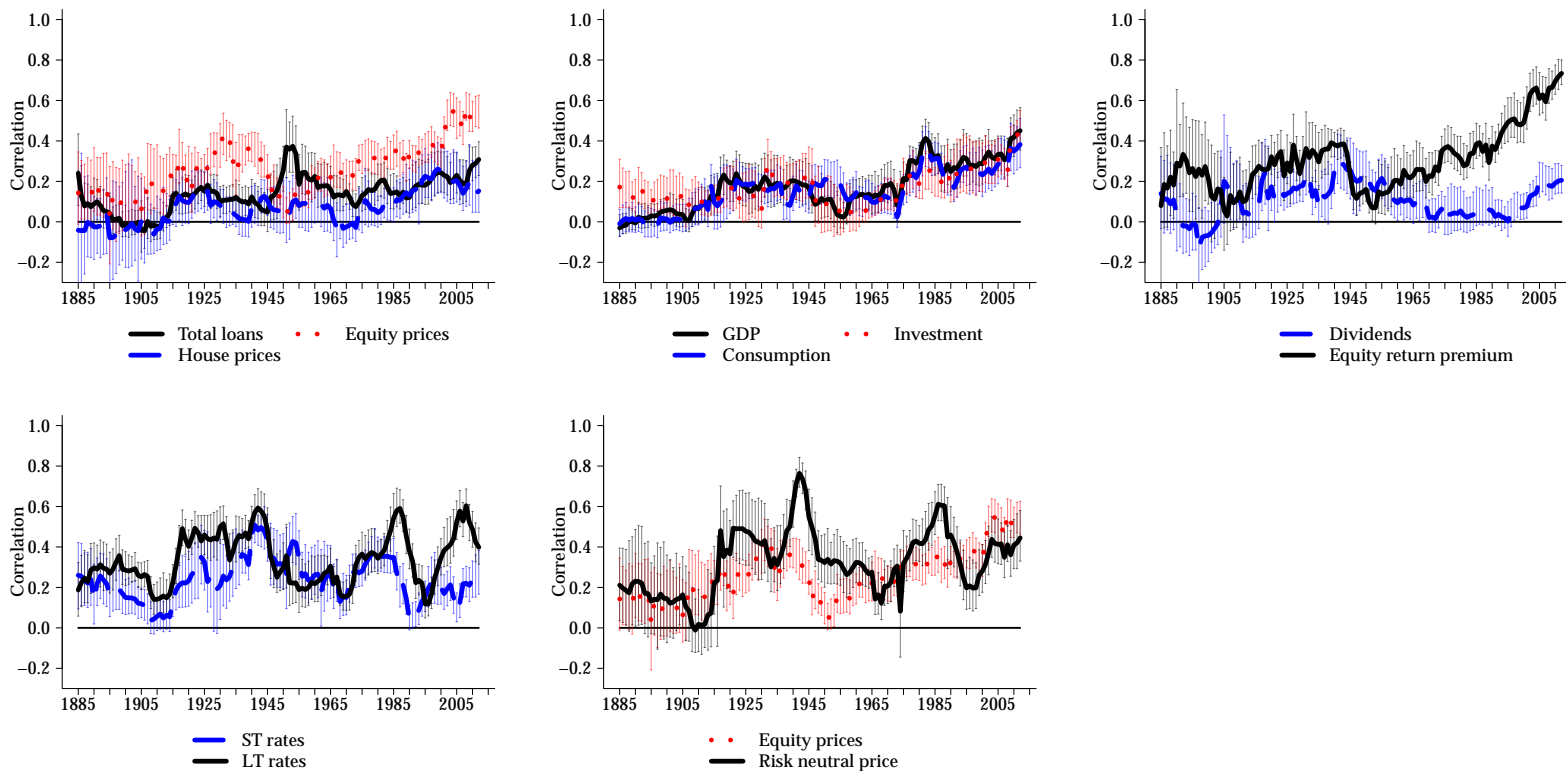 1.0
0.8
0.6
0.4
0.2
0.0
−0.2
Correlation
1885 1905 1925 1945 1965 1985 2005
Total loans Equity prices
House prices
1.0
0.8
0.6
0.4
0.2
0.0
−0.2
Correlation
1885 1905 1925 1945 1965 1985 2005
GDP Investment
Consumption
1.0
0.8
0.6
0.4
0.2
0.0
−0.2
Correlation
1885 1905 1925 1945 1965 1985 2005
Dividends
Equity return premium
1.0
0.8
0.6
0.4
0.2
0.0
−0.2
Correlation
1885 1905 1925 1945 1965 1985 2005
ST rates
LT rates
1.0
0.8
0.6
0.4
0.2
0.0
−0.2
Correlation
1885 1905 1925 1945 1965 1985 2005
Equity prices
Risk neutral price